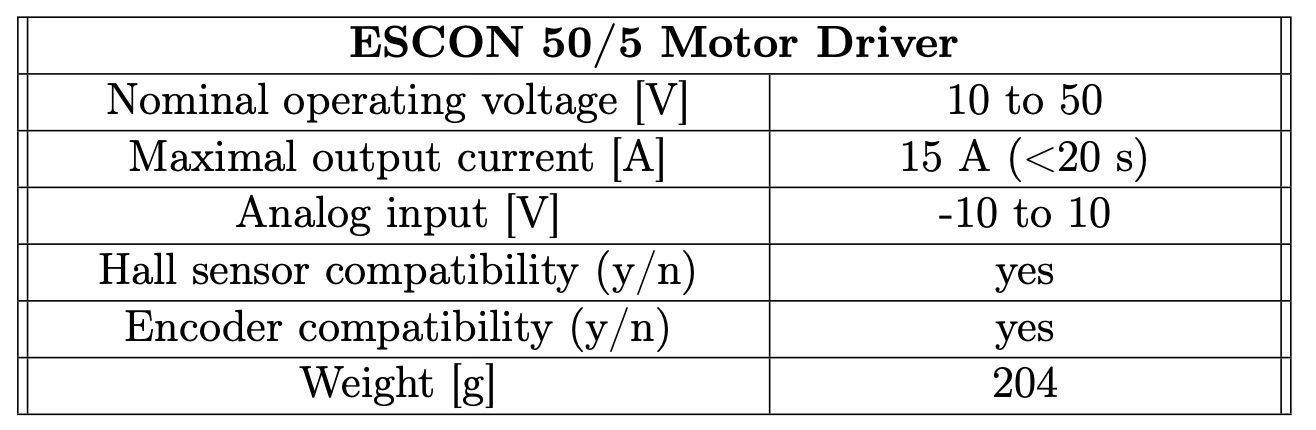 ESCON 50/5 Motor Driver
Nominal operating voltage [V] 10 to 50
Maximal output current [A] 15 A (<20 s)
Analog input [V] -10 to 10
Hall sensor compatibility (y/n) yes
Encoder compatibility (y/n) yes
Weight [g] 204